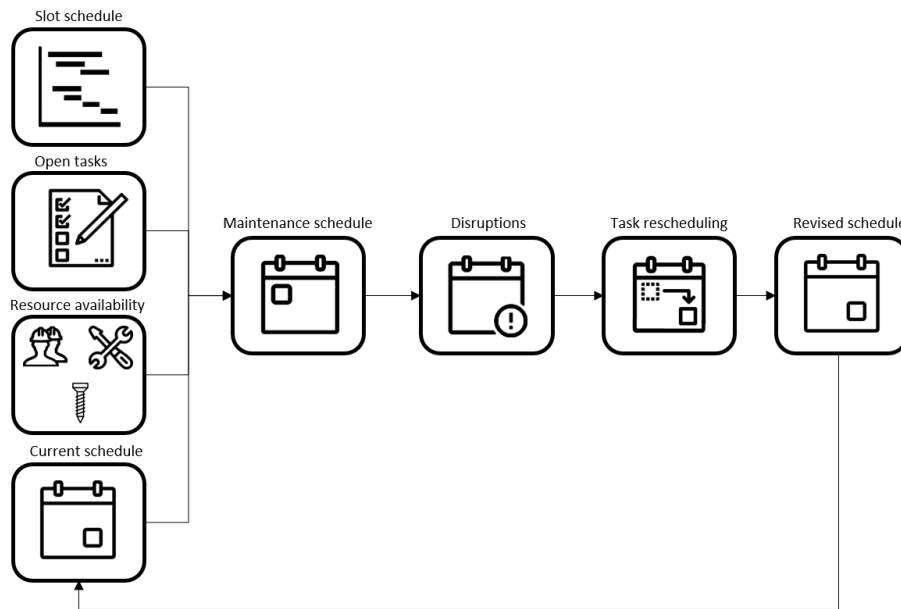 Slot schedule
Open tasks
Resource availability
Current schedule
Maintenance schedule
Disruptions
Task rescheduling
Revised schedule